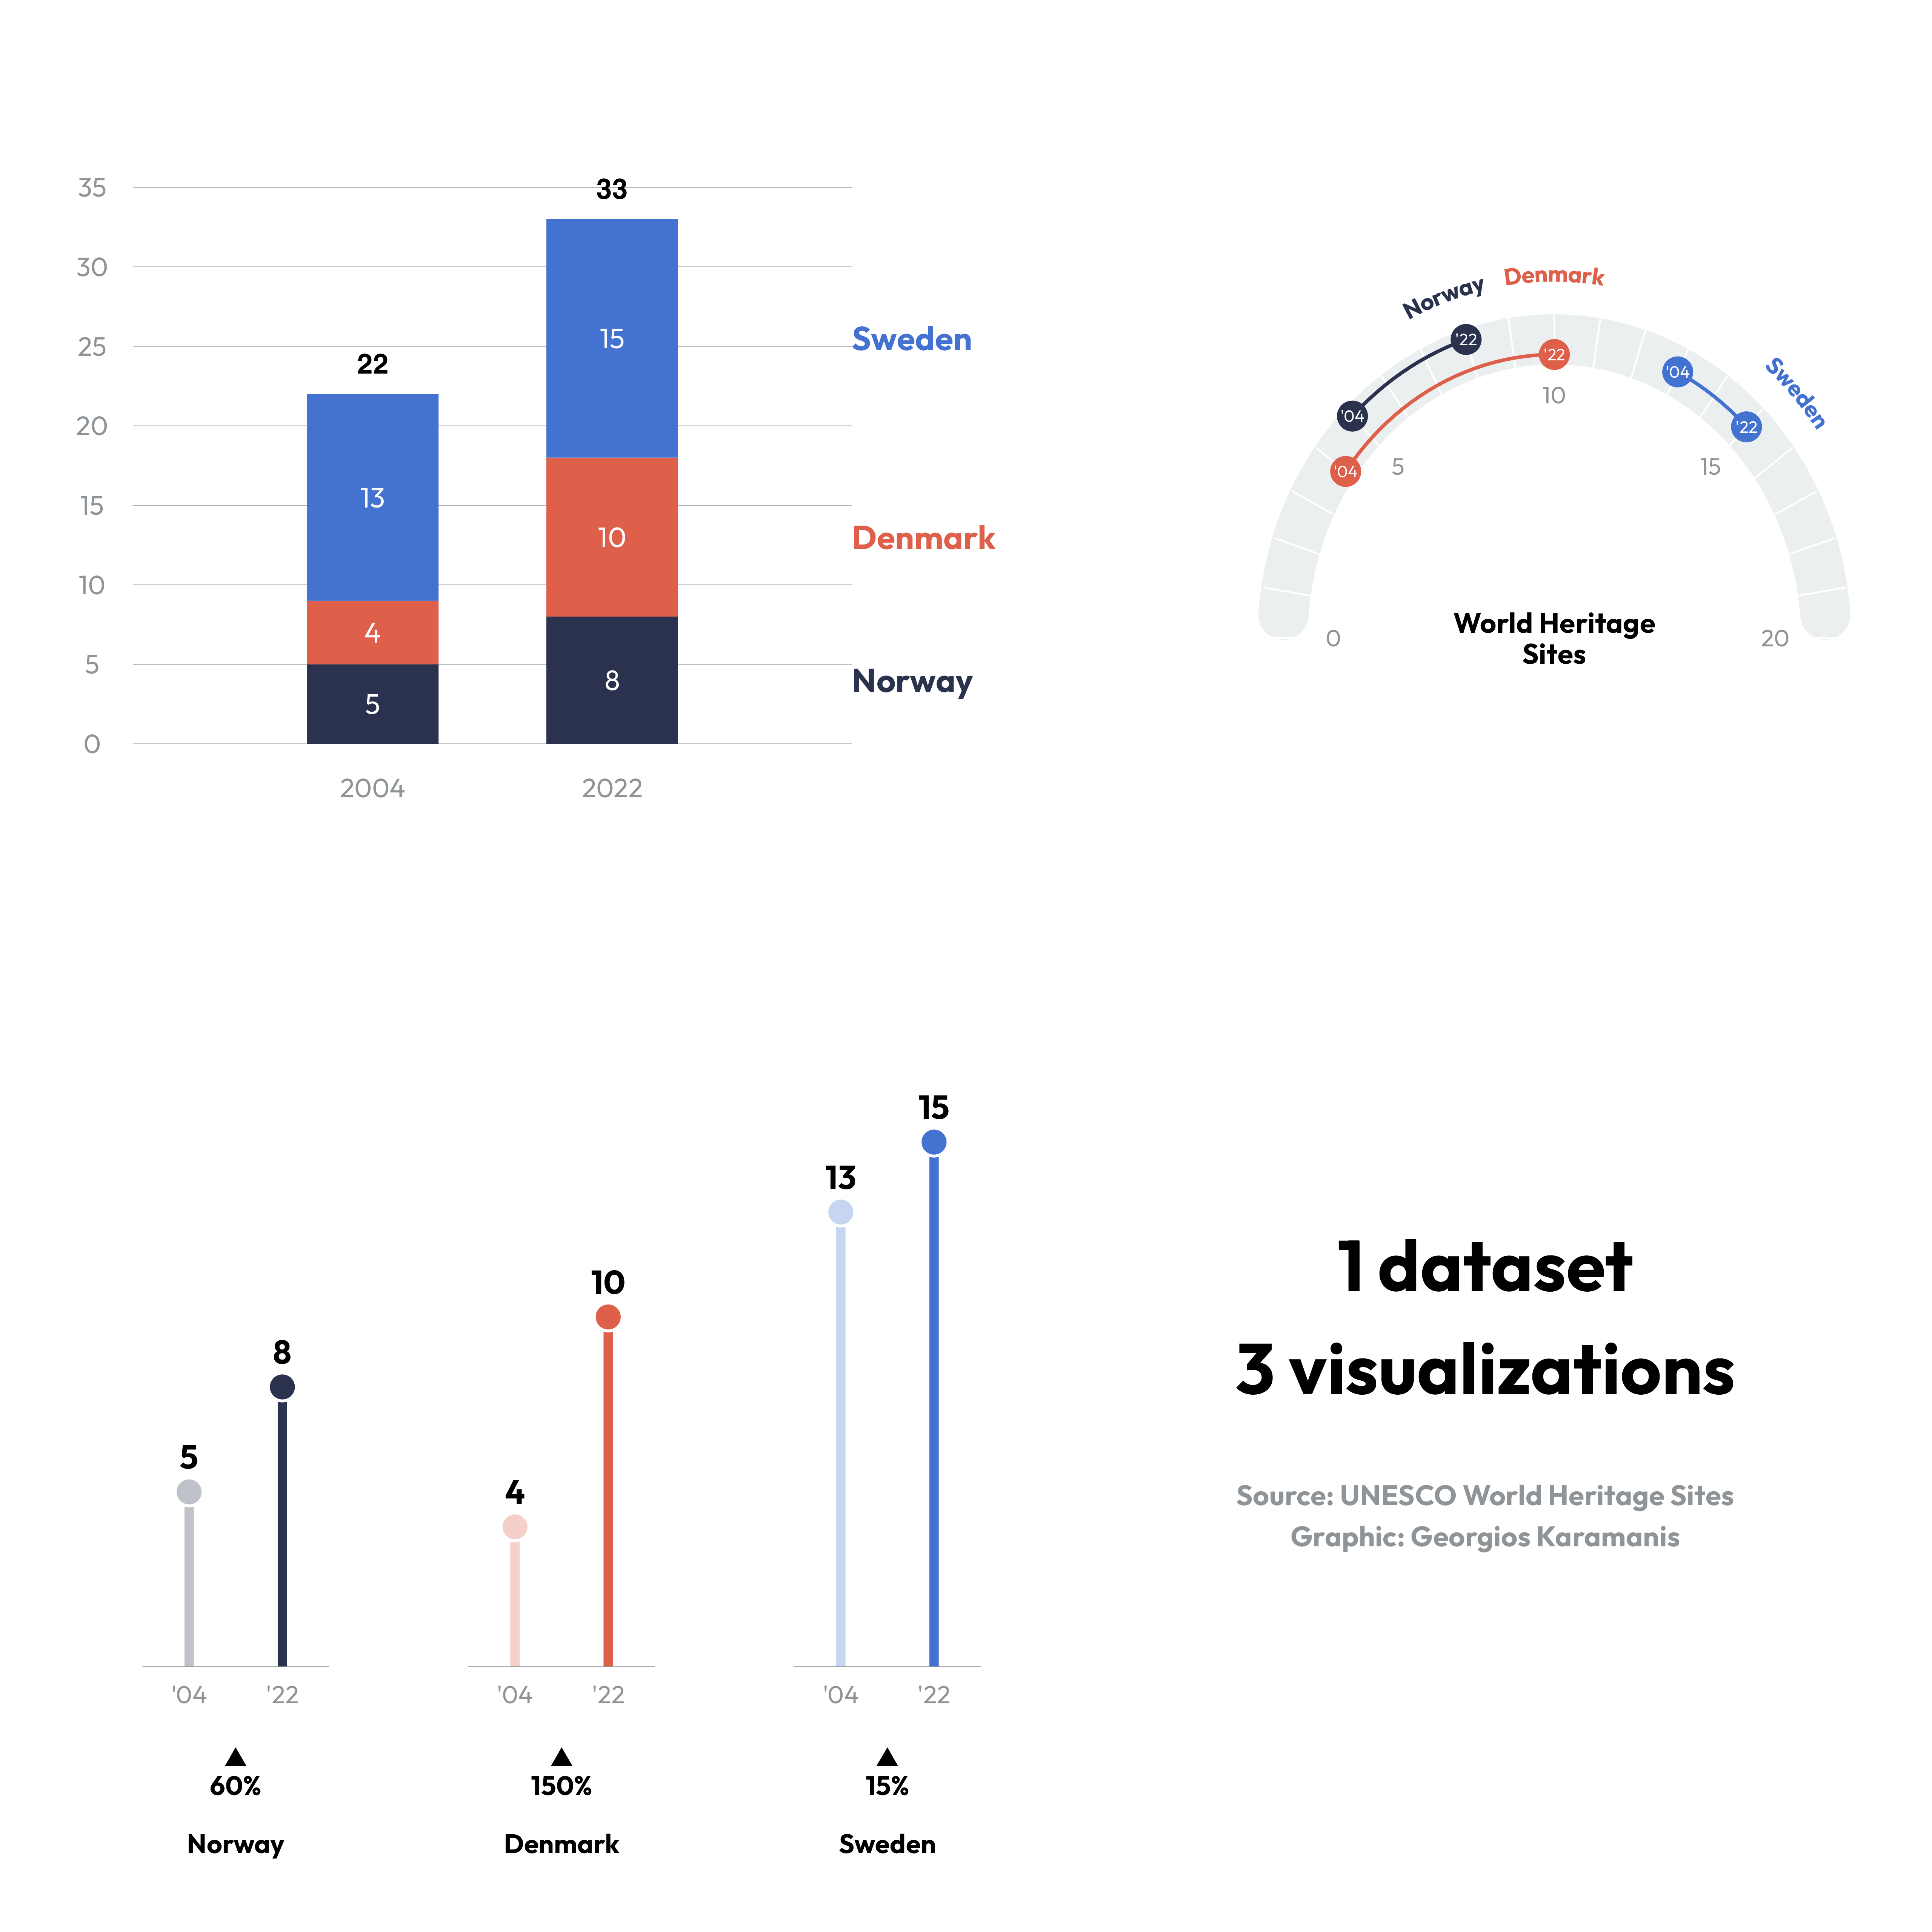 35
33
30
25
22
20
15
10
5
0
15
13
10
4
8
5
Sweden
Denmark
Norway
2004
2022
Norway
Denmark
Sweden
'22
'22
'04
'04
'22
'04
10
5
15
0
20
World Heritage
Sites
15
13
10
8
5
4
'04
'22
'04
'22
'04
'22
60%
150%
15%
Norway
Denmark
Sweden
1 dataset
3 visualizations
Source: UNESCO World Heritage Sites
Graphic: Georgios Karamanis